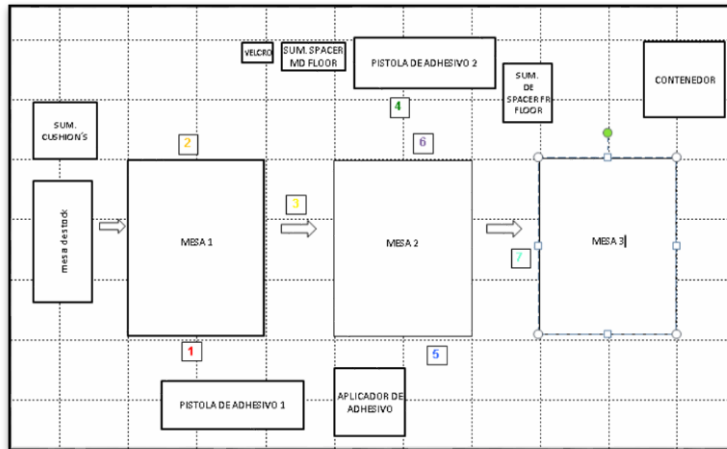 VELCRO
SUM. SPACER
MD FLOOR
PISTOLA DE ADHESIVO 2
SUM.
DE
SPACER FR
FLOOR
CONTENEDOR
SUM.
CUSHION´S
4
2
6
mesa de stock
3
MESA 1
MESA 2
MESA 3
7
1
5
PISTOLA DE ADHESIVO 1
APLICADOR DE
ADHESIVO